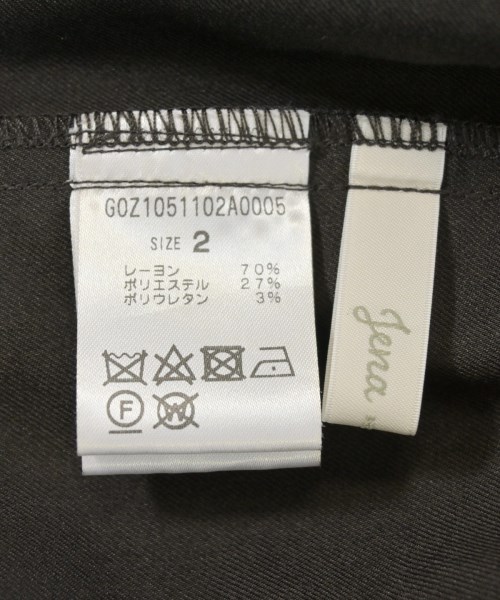 G0Z1051102A0005
SIZE 2
レーヨン 70%
ポリエステル 27%
ポリウレタン 3%
F
W
Jena